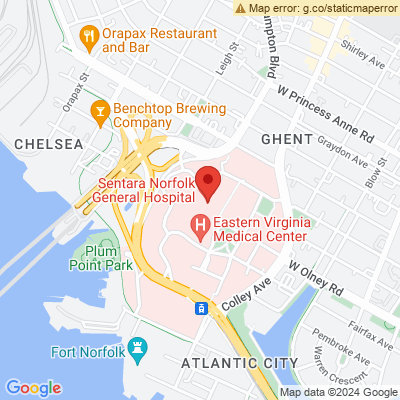 Map error: g.co/staticmaperror
Orapax Restaurant
and Bar
Leigh St
Shirley Ave
Orapax St
W Princess Anne Rd
Benchtop Brewing
Company
GHENT
Graydon Ave
CHELSEA
Blow St
Sentara Norfolk
General Hospital
H
Eastern Virginia
Medical Center
Plum
Point Park
W Olney Rd
Colley Ave
Fairfax Ave
Pembroke Ave
Fort Norfolk
ATLANTIC CITY
Warren Crescent
Google
Map data ©2024 Google